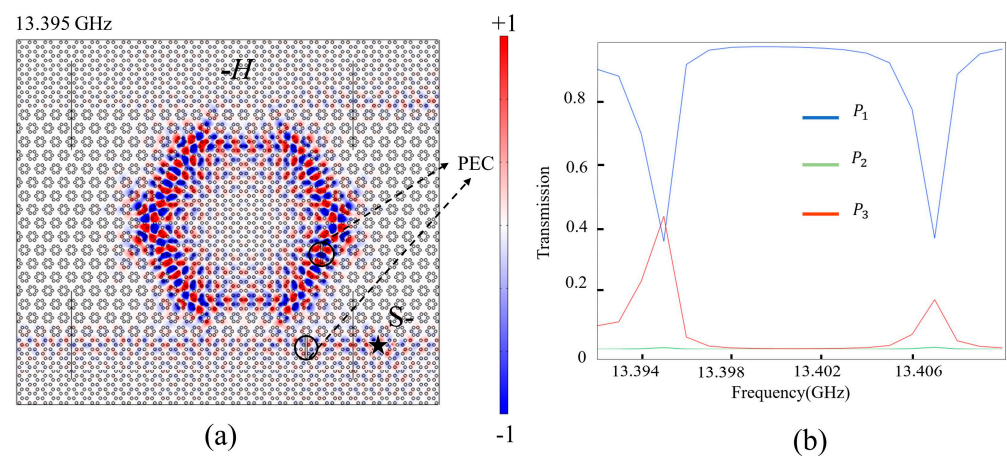 13.395 GHz
+1
-H
PEC
S-
-1
(a)
Transmission
0.8
0.6
0.4
0.2
0
P₁
P₂
P₃
13.394
13.398
13.402
13.406
Frequency(GHz)
(b)